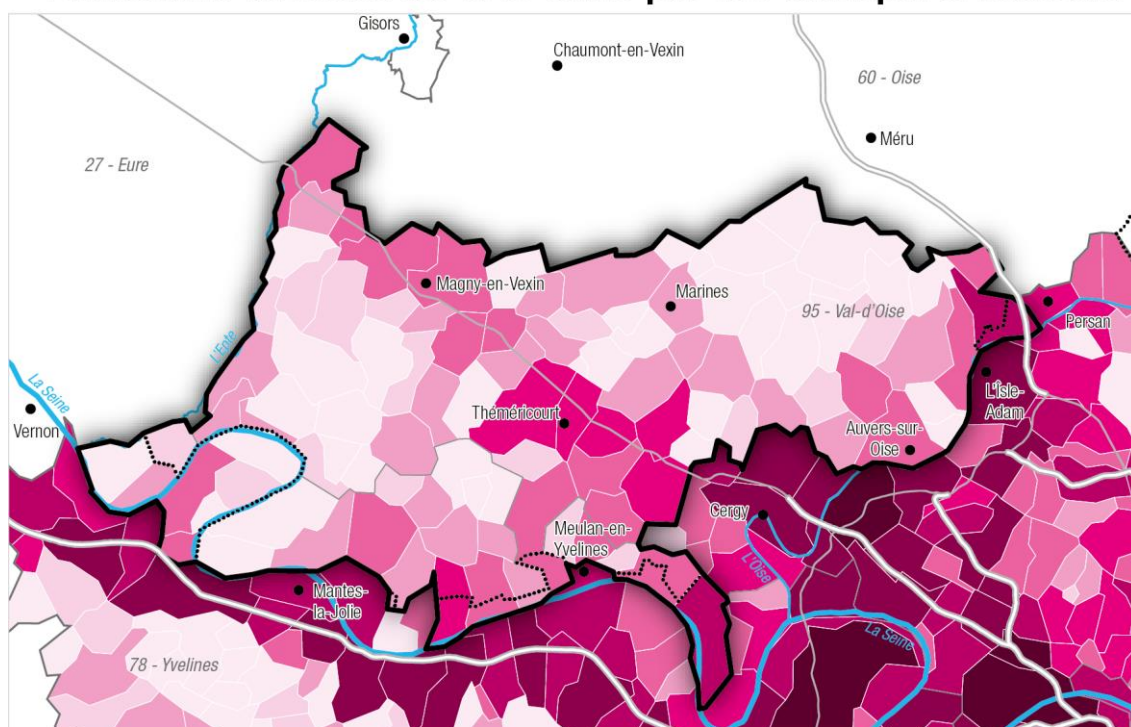 Gisors
Chaumont-en-Vexin
60 - Oise
Méru
27 - Eure
Magny-en-Vexin
Marines
95 - Val-d'Oise
Persan
L'Epte
La Seine
Vernon
Théméricourt
L'Isle-
Adam
Auvers-sur-
Oise
Meulan-en-
Yvelines
Cergy
L'Oise
Mantes-
la-Jolie
La Seine
78 - Yvelines